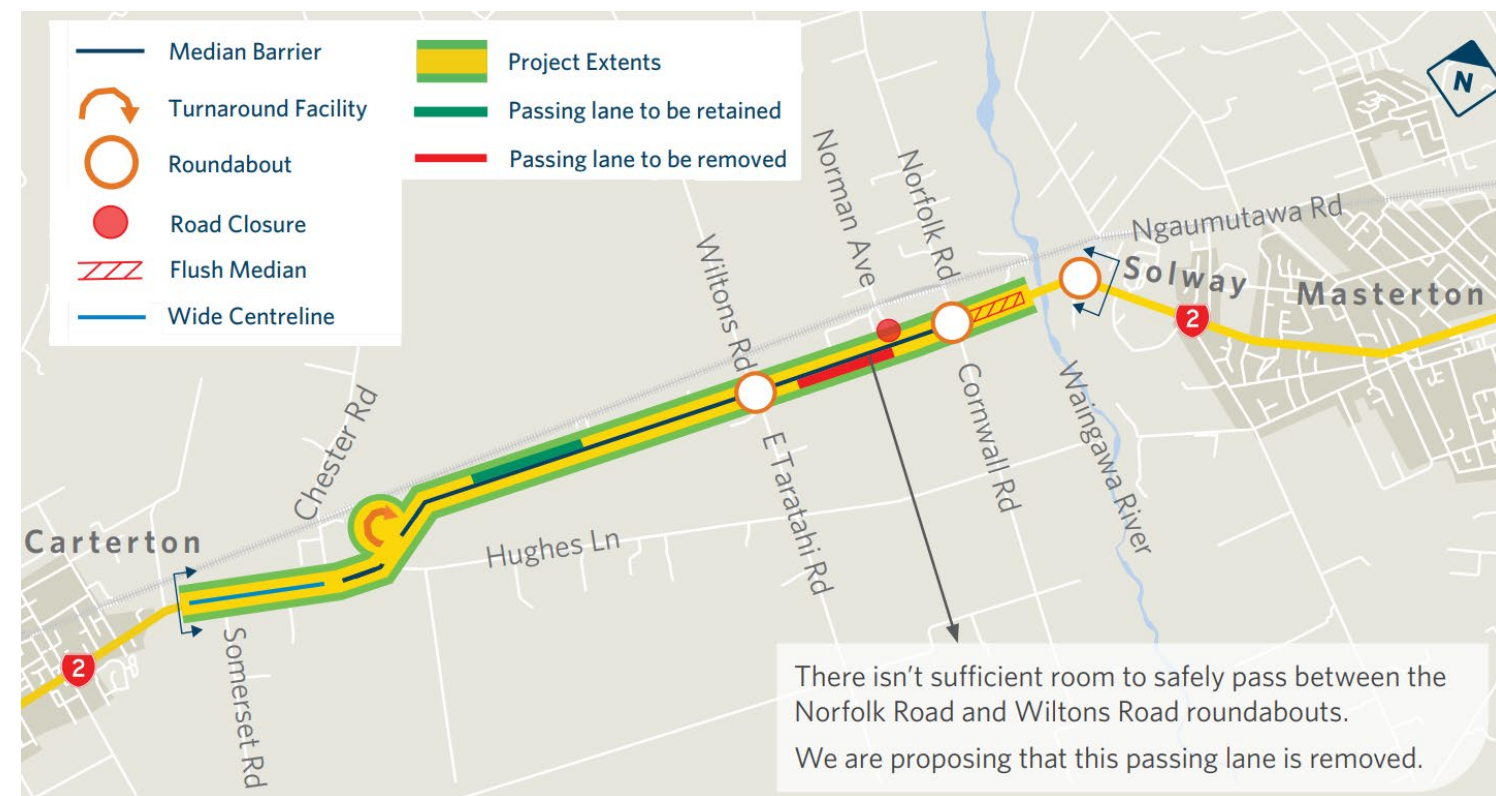 Median Barrier
Turnaround Facility
Roundabout
Road Closure
Flush Median
Wide Centreline
Project Extents
Passing lane to be retained
Passing lane to be removed
N
Norman Ave
Norfolk Rd
Ngaumutawa Rd
Wiltons Rd
Solway
Masterton
2
Chester Rd
Cornwall Rd
Waingawa River
E Taratahi Rd
Carterton
Hughes Ln
Somerset Rd
2
There isn't sufficient room to safely pass between the
Norfolk Road and Wiltons Road roundabouts.
We are proposing that this passing lane is removed.